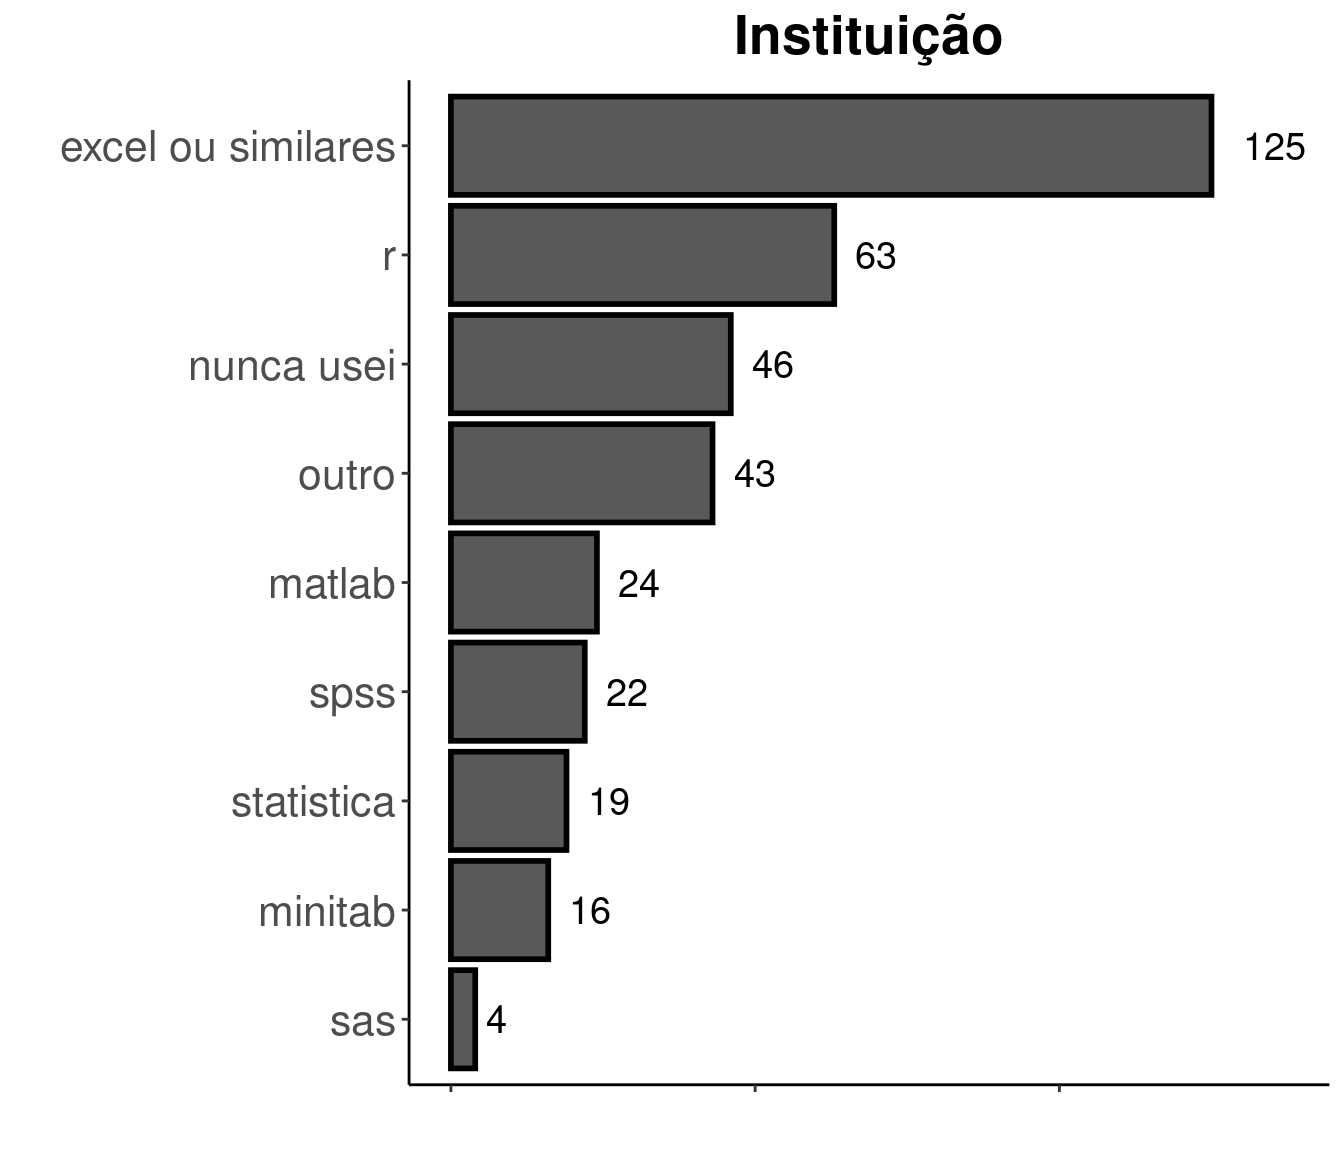 Instituição
excel ou similares 125
r 63
nunca usei 46
outro 43
matlab 24
spss 22
statistica 19
minitab 16
sas 4